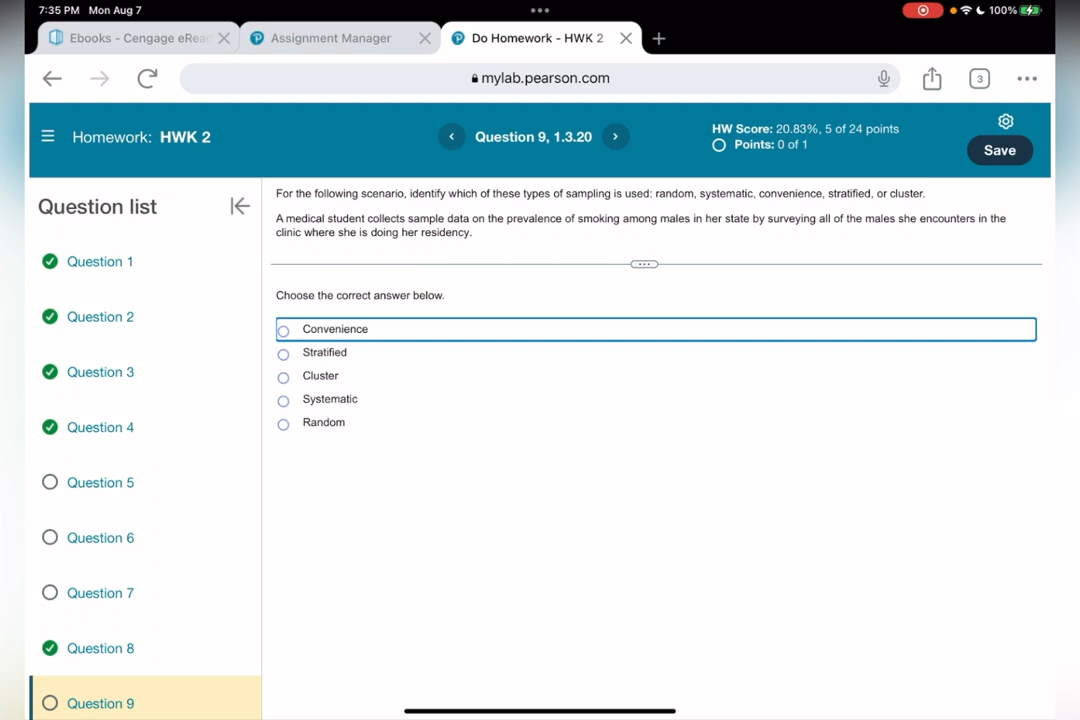 7:35 PM Mon Aug 7
100%
Ebooks - Cengage eRea
Assignment Manager
Do Homework - HWK 2
mylab.pearson.com
3
Homework: HWK 2
Question 9, 1.3.20
HW Score: 20.83%, 5 of 24 points
Points: 0 of 1
Save
Question list
Question 1
Question 2
Question 3
Question 4
Question 5
Question 6
Question 7
Question 8
Question 9
For the following scenario, identify which of these types of sampling is used: random, systematic, convenience, stratified, or cluster.
A medical student collects sample data on the prevalence of smoking among males in her state by surveying all of the males she encounters in the
clinic where she is doing her residency.
Choose the correct answer below.
Convenience
Stratified
Cluster
Systematic
Random